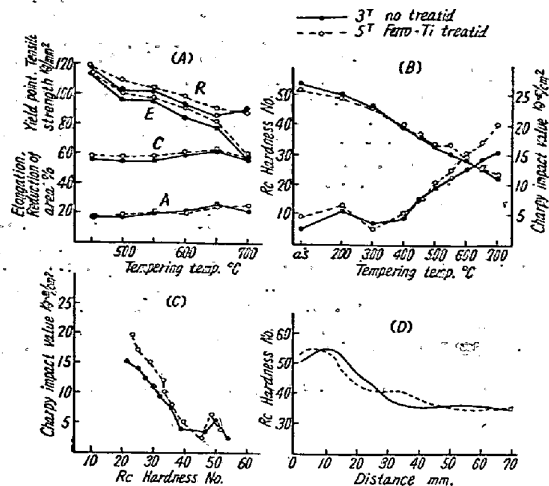 3T no treatid
5T Ferro-Ti treatid
(A)
Yield point. Tensile strength Kg/mm²
Elongation, Reduction of area %
120
100
80
60
40
20
R
E
C
A
500
600
700
Tempering temp. °C
(B)
Rc Hardness No.
50
40
30
20
10
Charpy impact value Kg-m/cm²
25
20
15
10
5
as
200
300
400
500
600
700
Tempering temp. °C
(C)
Charpy impact value Kg-m/cm²
25
20
15
10
5
10
20
30
40
50
60
Rc Hardness No.
(D)
Rc Hardness No.
60
50
40
30
0
10
20
30
40
50
60
70
Distance mm.